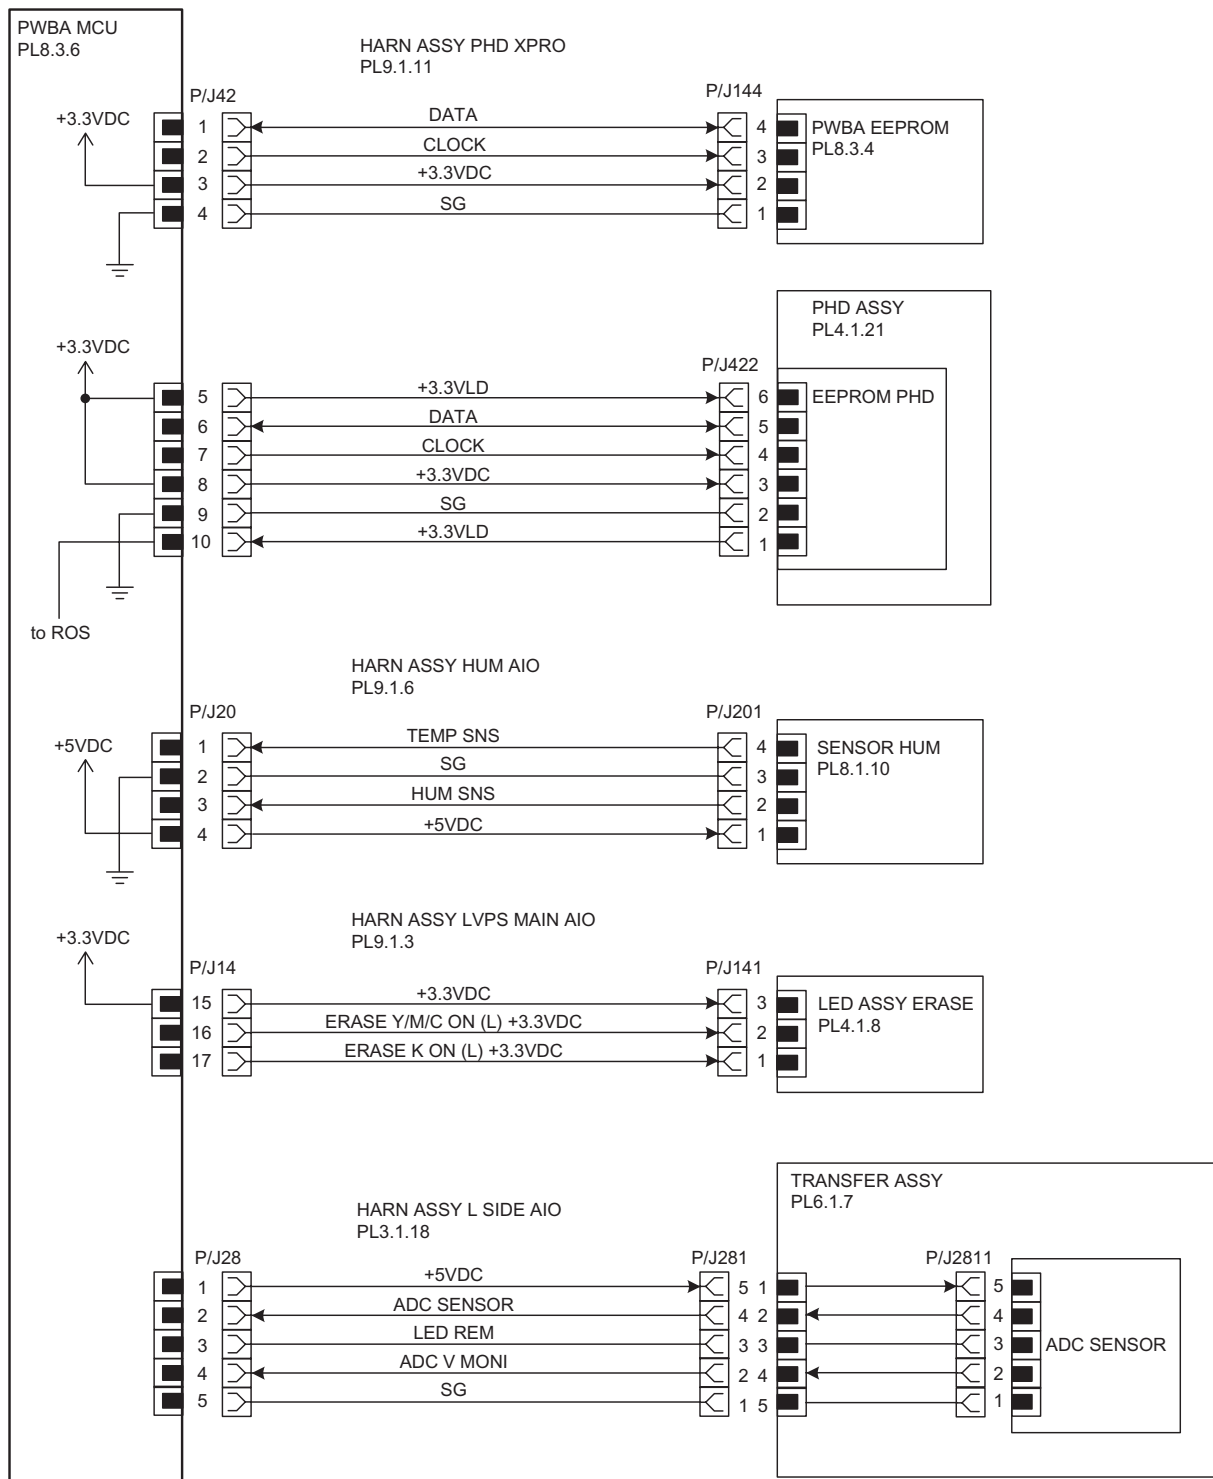 PWBA MCU
PL8.3.6
HARN ASSY PHD XPRO
PL9.1.11
P/J42
P/J144
+3.3VDC
1 DATA 4
2 CLOCK 3
3 +3.3VDC 2
4 SG 1
PWBA EEPROM
PL8.3.4
PHD ASSY
PL4.1.21
+3.3VDC
P/J422
5 +3.3VLD 6
6 DATA 5
7 CLOCK 4
8 +3.3VDC 3
9 SG 2
10 +3.3VLD 1
EEPROM PHD
to ROS
HARN ASSY HUM AIO
PL9.1.6
P/J20
P/J201
+5VDC
1 TEMP SNS 4
2 SG 3
3 HUM SNS 2
4 +5VDC 1
SENSOR HUM
PL8.1.10
HARN ASSY LVPS MAIN AIO
PL9.1.3
+3.3VDC
P/J14
P/J141
15 +3.3VDC 3
16 ERASE Y/M/C ON (L) +3.3VDC 2
17 ERASE K ON (L) +3.3VDC 1
LED ASSY ERASE
PL4.1.8
TRANSFER ASSY
PL6.1.7
HARN ASSY L SIDE AIO
PL3.1.18
P/J28
P/J281
P/J2811
1 +5VDC 5 1 5
2 ADC SENSOR 4 2 4
3 LED REM 3 3 3
4 ADC V MONI 2 4 2
5 SG 1 5 1
ADC SENSOR